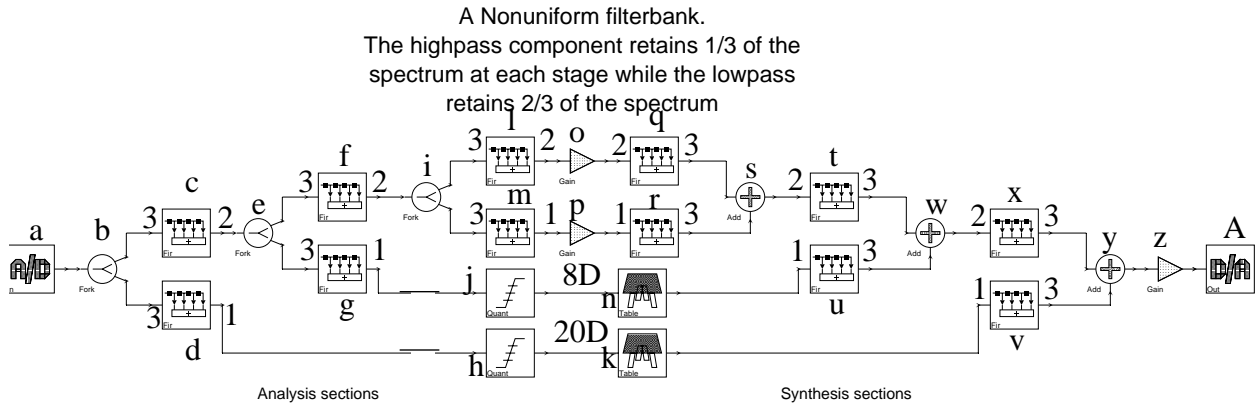 A Nonuniform filterbank.
The highpass component retains 1/3 of the
spectrum at each stage while the lowpass
retains 2/3 of the spectrum
l o q
3 2 2 3
Fir Gain Fir
f i s t
3 2 3 2 3
Fir Fork Add Fir
m p r
3 1 1 3
Fir Gain Fir
c e w x
3 2 2 3
Fir Fork Add Fir
a b y z A
A/D D/A
n Fork Add Gain Out
g j 8D n u
3 1 1 3
Fir Quant Table Fir
d h 20D k v
3 1 1 3
Fir Quant Table Fir
Analysis sections Synthesis sections